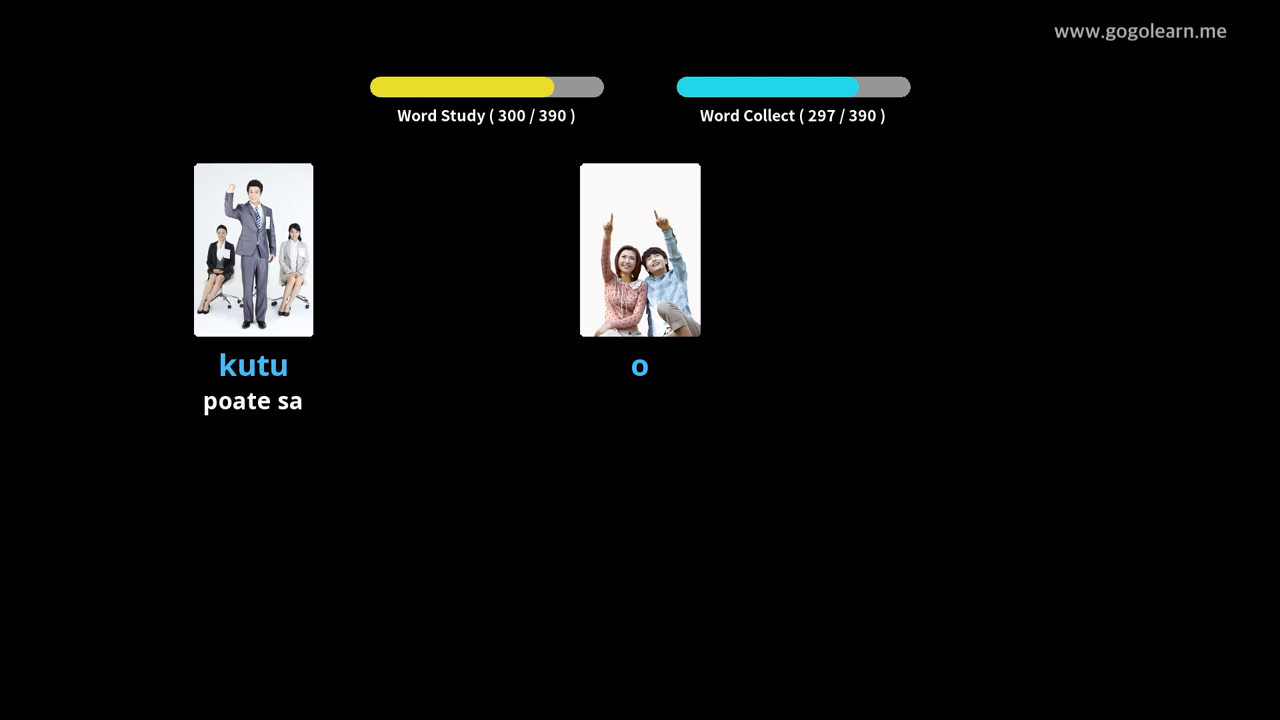 www.gogolearn.me
Word Study ( 300 / 390 )
Word Collect ( 297 / 390 )
kutu
poate sa
o